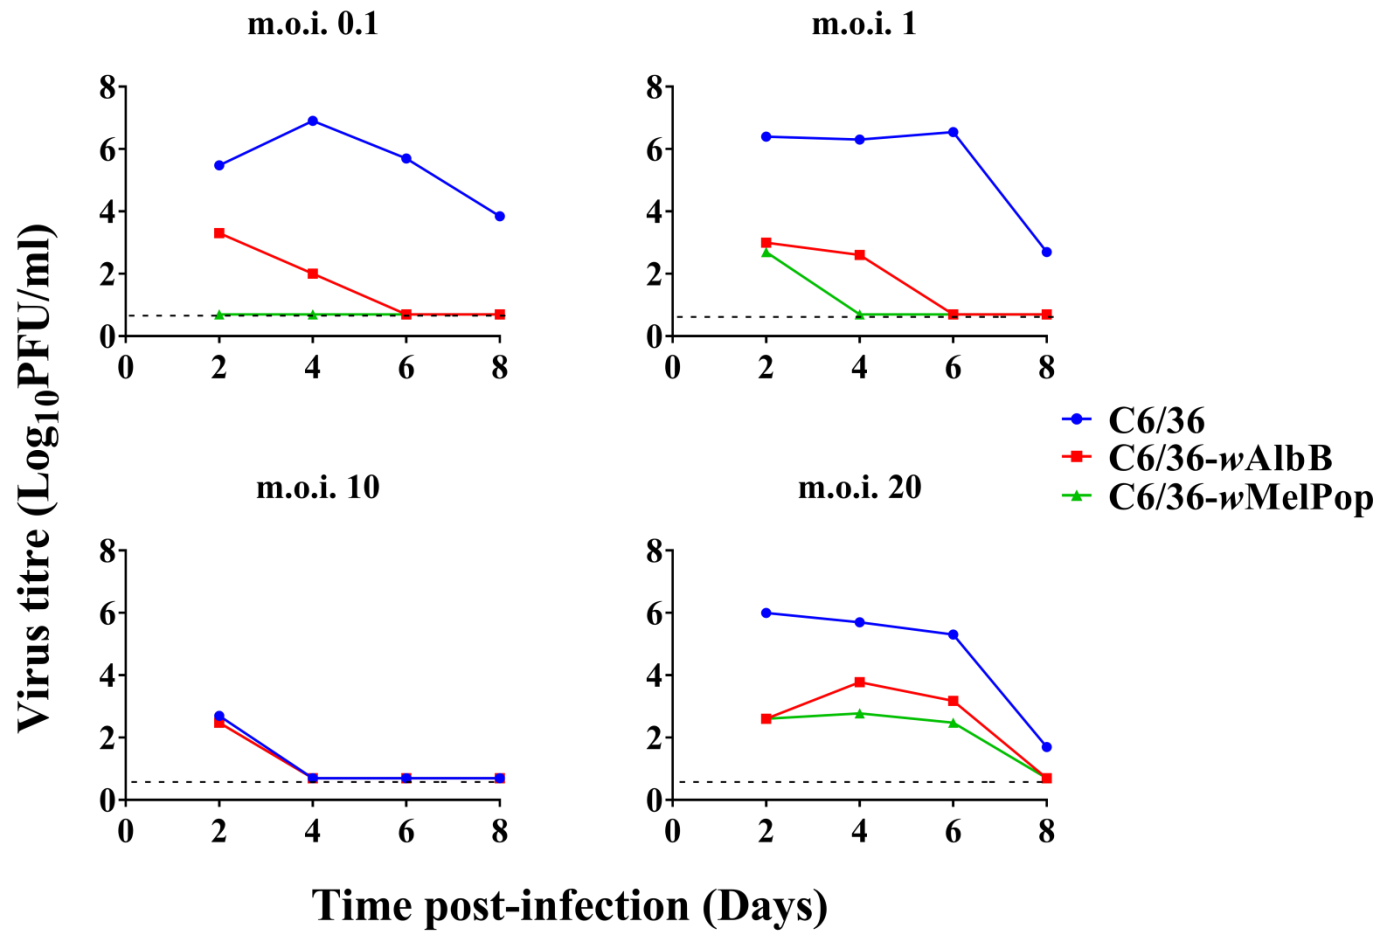 m.o.i. 0.1
m.o.i. 1
8
6
4
2
0
0 2 4 6 8
8
6
4
2
0
0 2 4 6 8
Virus titre (Log10PFU/ml)
C6/36
C6/36-wAlbB
C6/36-wMelPop
m.o.i. 10
m.o.i. 20
8
6
4
2
0
0 2 4 6 8
8
6
4
2
0
0 2 4 6 8
Time post-infection (Days)